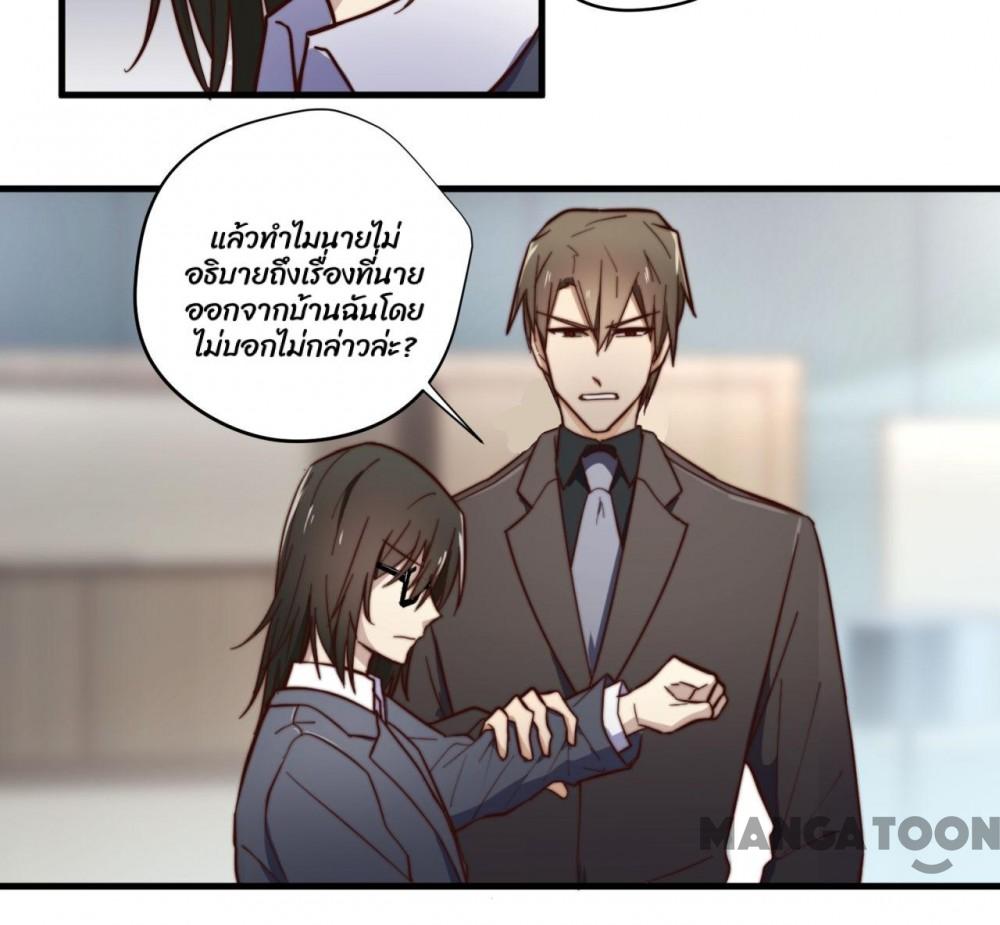 แล้วทำไมนายไม่
อธิบายถึงเรื่องที่นาย
ออกจากบ้านฉันโดย
ไม่บอกไม่กล่าวล่ะ?
MANGA TOON